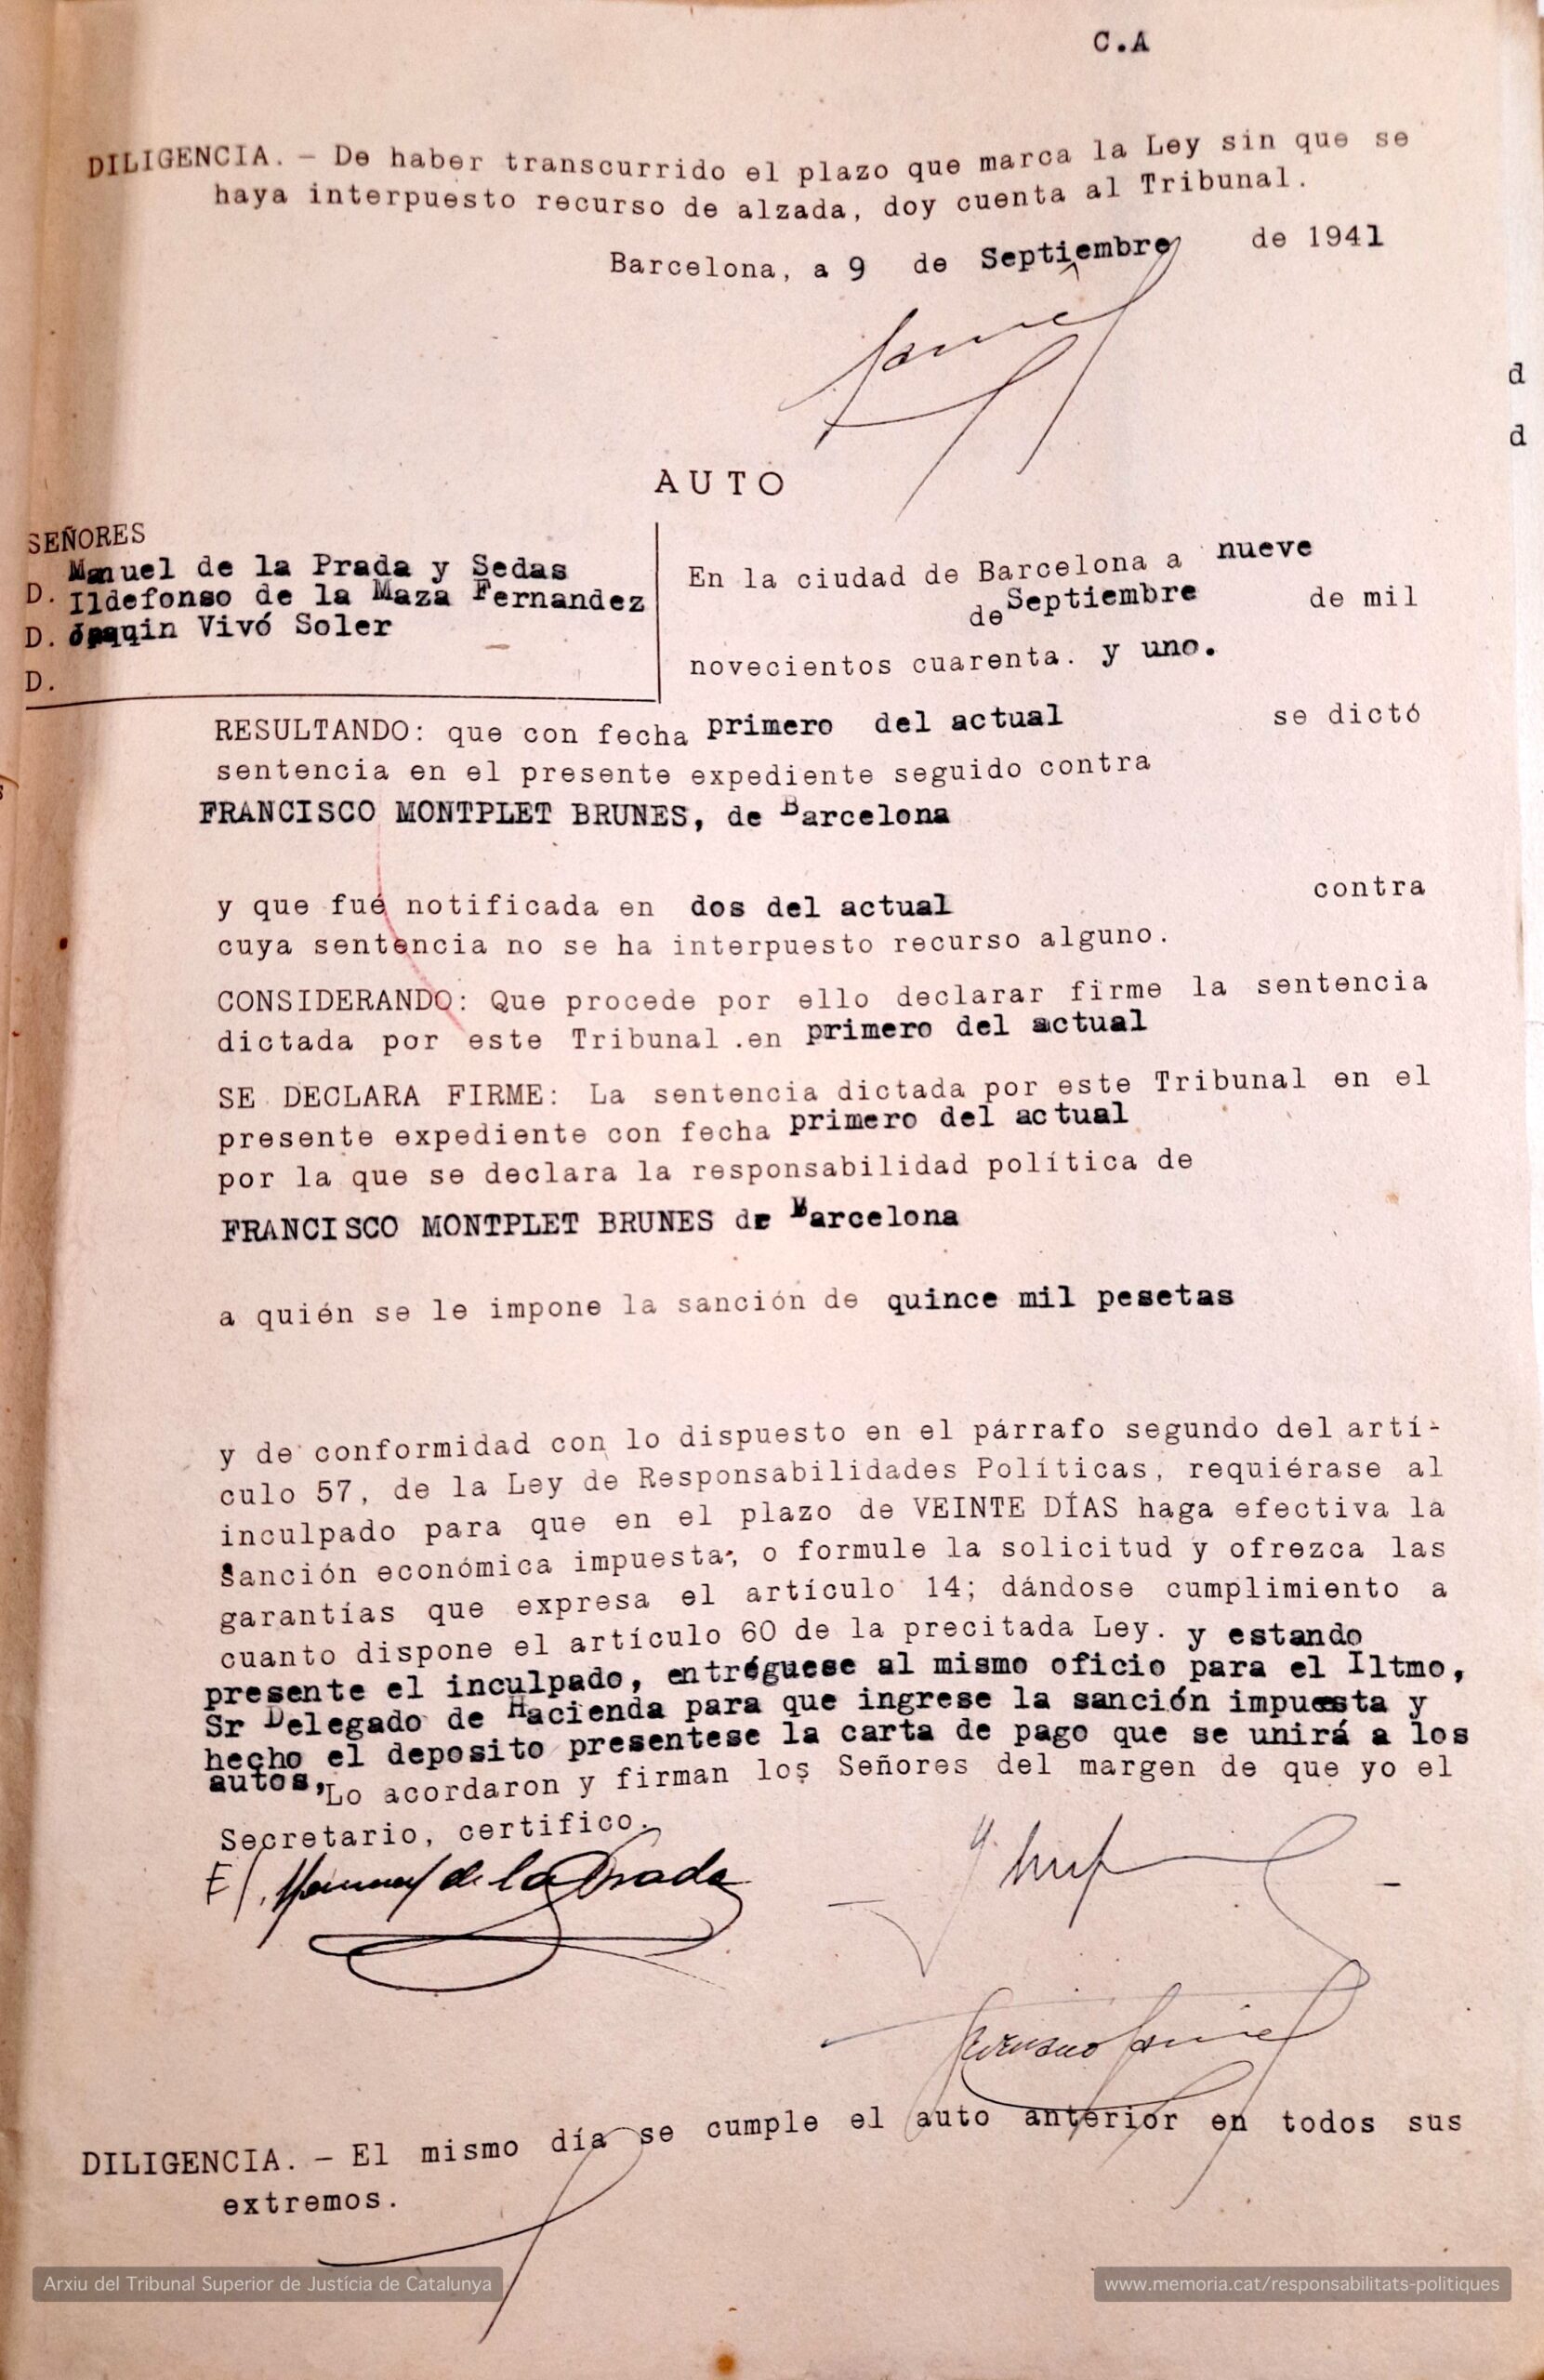 C.A
DILIGENCIA. – De haber transcurrido el plazo que marca la Ley sin que se
haya interpuesto recurso de alzada, doy cuenta al Tribunal.
Barcelona, a 9 de Septiembre de 1941
d
d
AUTO
SEÑORES
D. Manuel de la Prada y Sedas
D. Ildefonso de la Maza Fernandez
D. Joaquin Vivó Soler
D.
En la ciudad de Barcelona a nueve
de Septiembre de mil
novecientos cuarenta. y uno.
RESULTANDO: que con fecha primero del actual se dictó
sentencia en el presente expediente seguido contra
FRANCISCO MONTPLET BRUNES, de Barcelona
y que fué notificada en dos del actual contra
cuya sentencia no se ha interpuesto recurso alguno.
CONSIDERANDO: Que procede por ello declarar firme la sentencia
dictada por este Tribunal .en primero del actual
SE DECLARA FIRME: La sentencia dictada por este Tribunal en el
presente expediente con fecha primero del actual
por la que se declara la responsabilidad política de
FRANCISCO MONTPLET BRUNES de Barcelona
a quién se le impone la sanción de quince mil pesetas
y de conformidad con lo dispuesto en el párrafo segundo del artí-
culo 57, de la Ley de Responsabilidades Políticas, requiérase al
inculpado para que en el plazo de VEINTE DÍAS haga efectiva la
sanción económica impuesta, o formule la solicitud y ofrezca las
garantías que expresa el artículo 14; dándose cumplimiento a
cuanto dispone el artículo 60 de la precitada Ley. y estando
presente el inculpado, entréguese al mismo oficio para el Iltmo,
Sr Delegado de Hacienda para que ingrese la sanción impuesta y
hecho el deposito presentese la carta de pago que se unirá a los
autos, Lo acordaron y firman los Señores del margen de que yo el
Secretario, certifico.
Manuel de la Prada
DILIGENCIA. – El mismo día se cumple el auto anterior en todos sus
extremos.
Arxiu del Tribunal Superior de Justícia de Catalunya
www.memoria.cat/responsabilitats-politiques